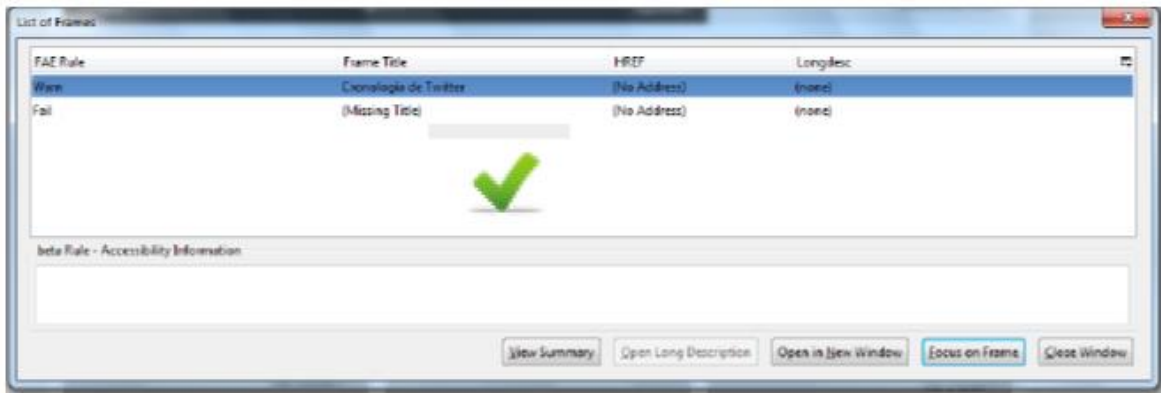 List of Frames
FAE Rule Frame Title HREF Longdesc
Warn Cronología de Twitter (No Address) (none)
Fail (Missing Title) (No Address) (none)
beta Rule - Accessibility Information
View Summary Open Long Description Open in New Window Focus on Frame Close Window